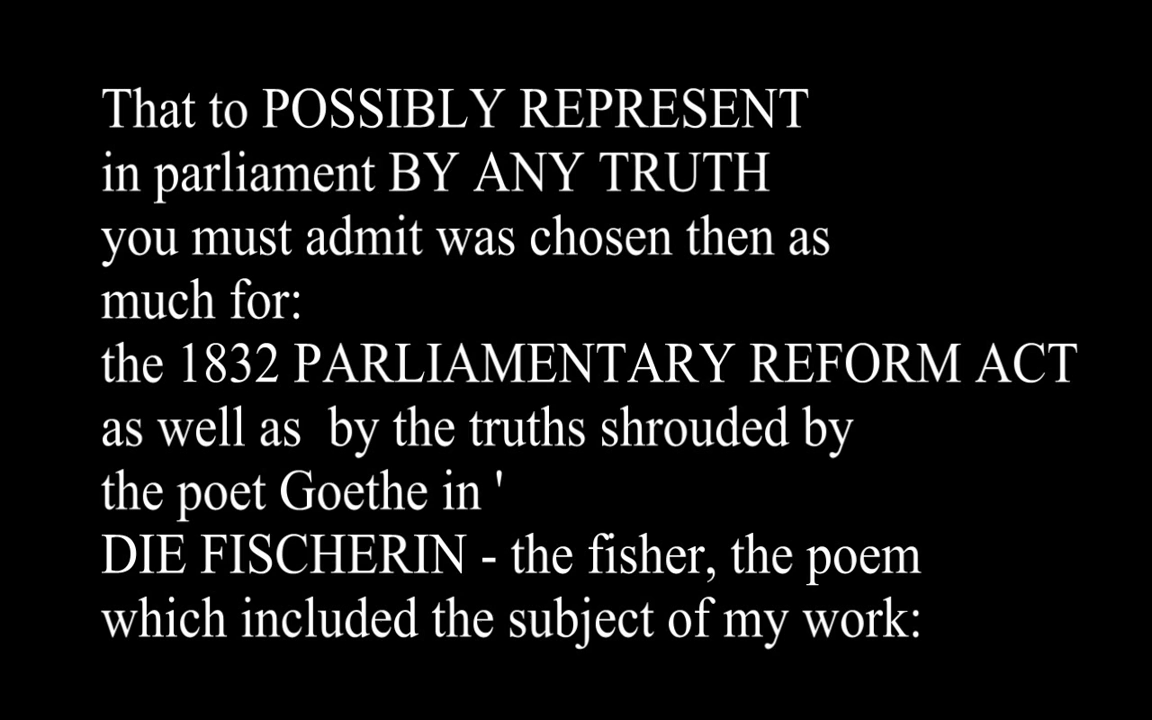 That to POSSIBLY REPRESENT
in parliament BY ANY TRUTH
you must admit was chosen then as
much for:
the 1832 PARLIAMENTARY REFORM ACT
as well as  by the truths shrouded by
the poet Goethe in '
DIE FISCHERIN - the fisher, the poem
which included the subject of my work: